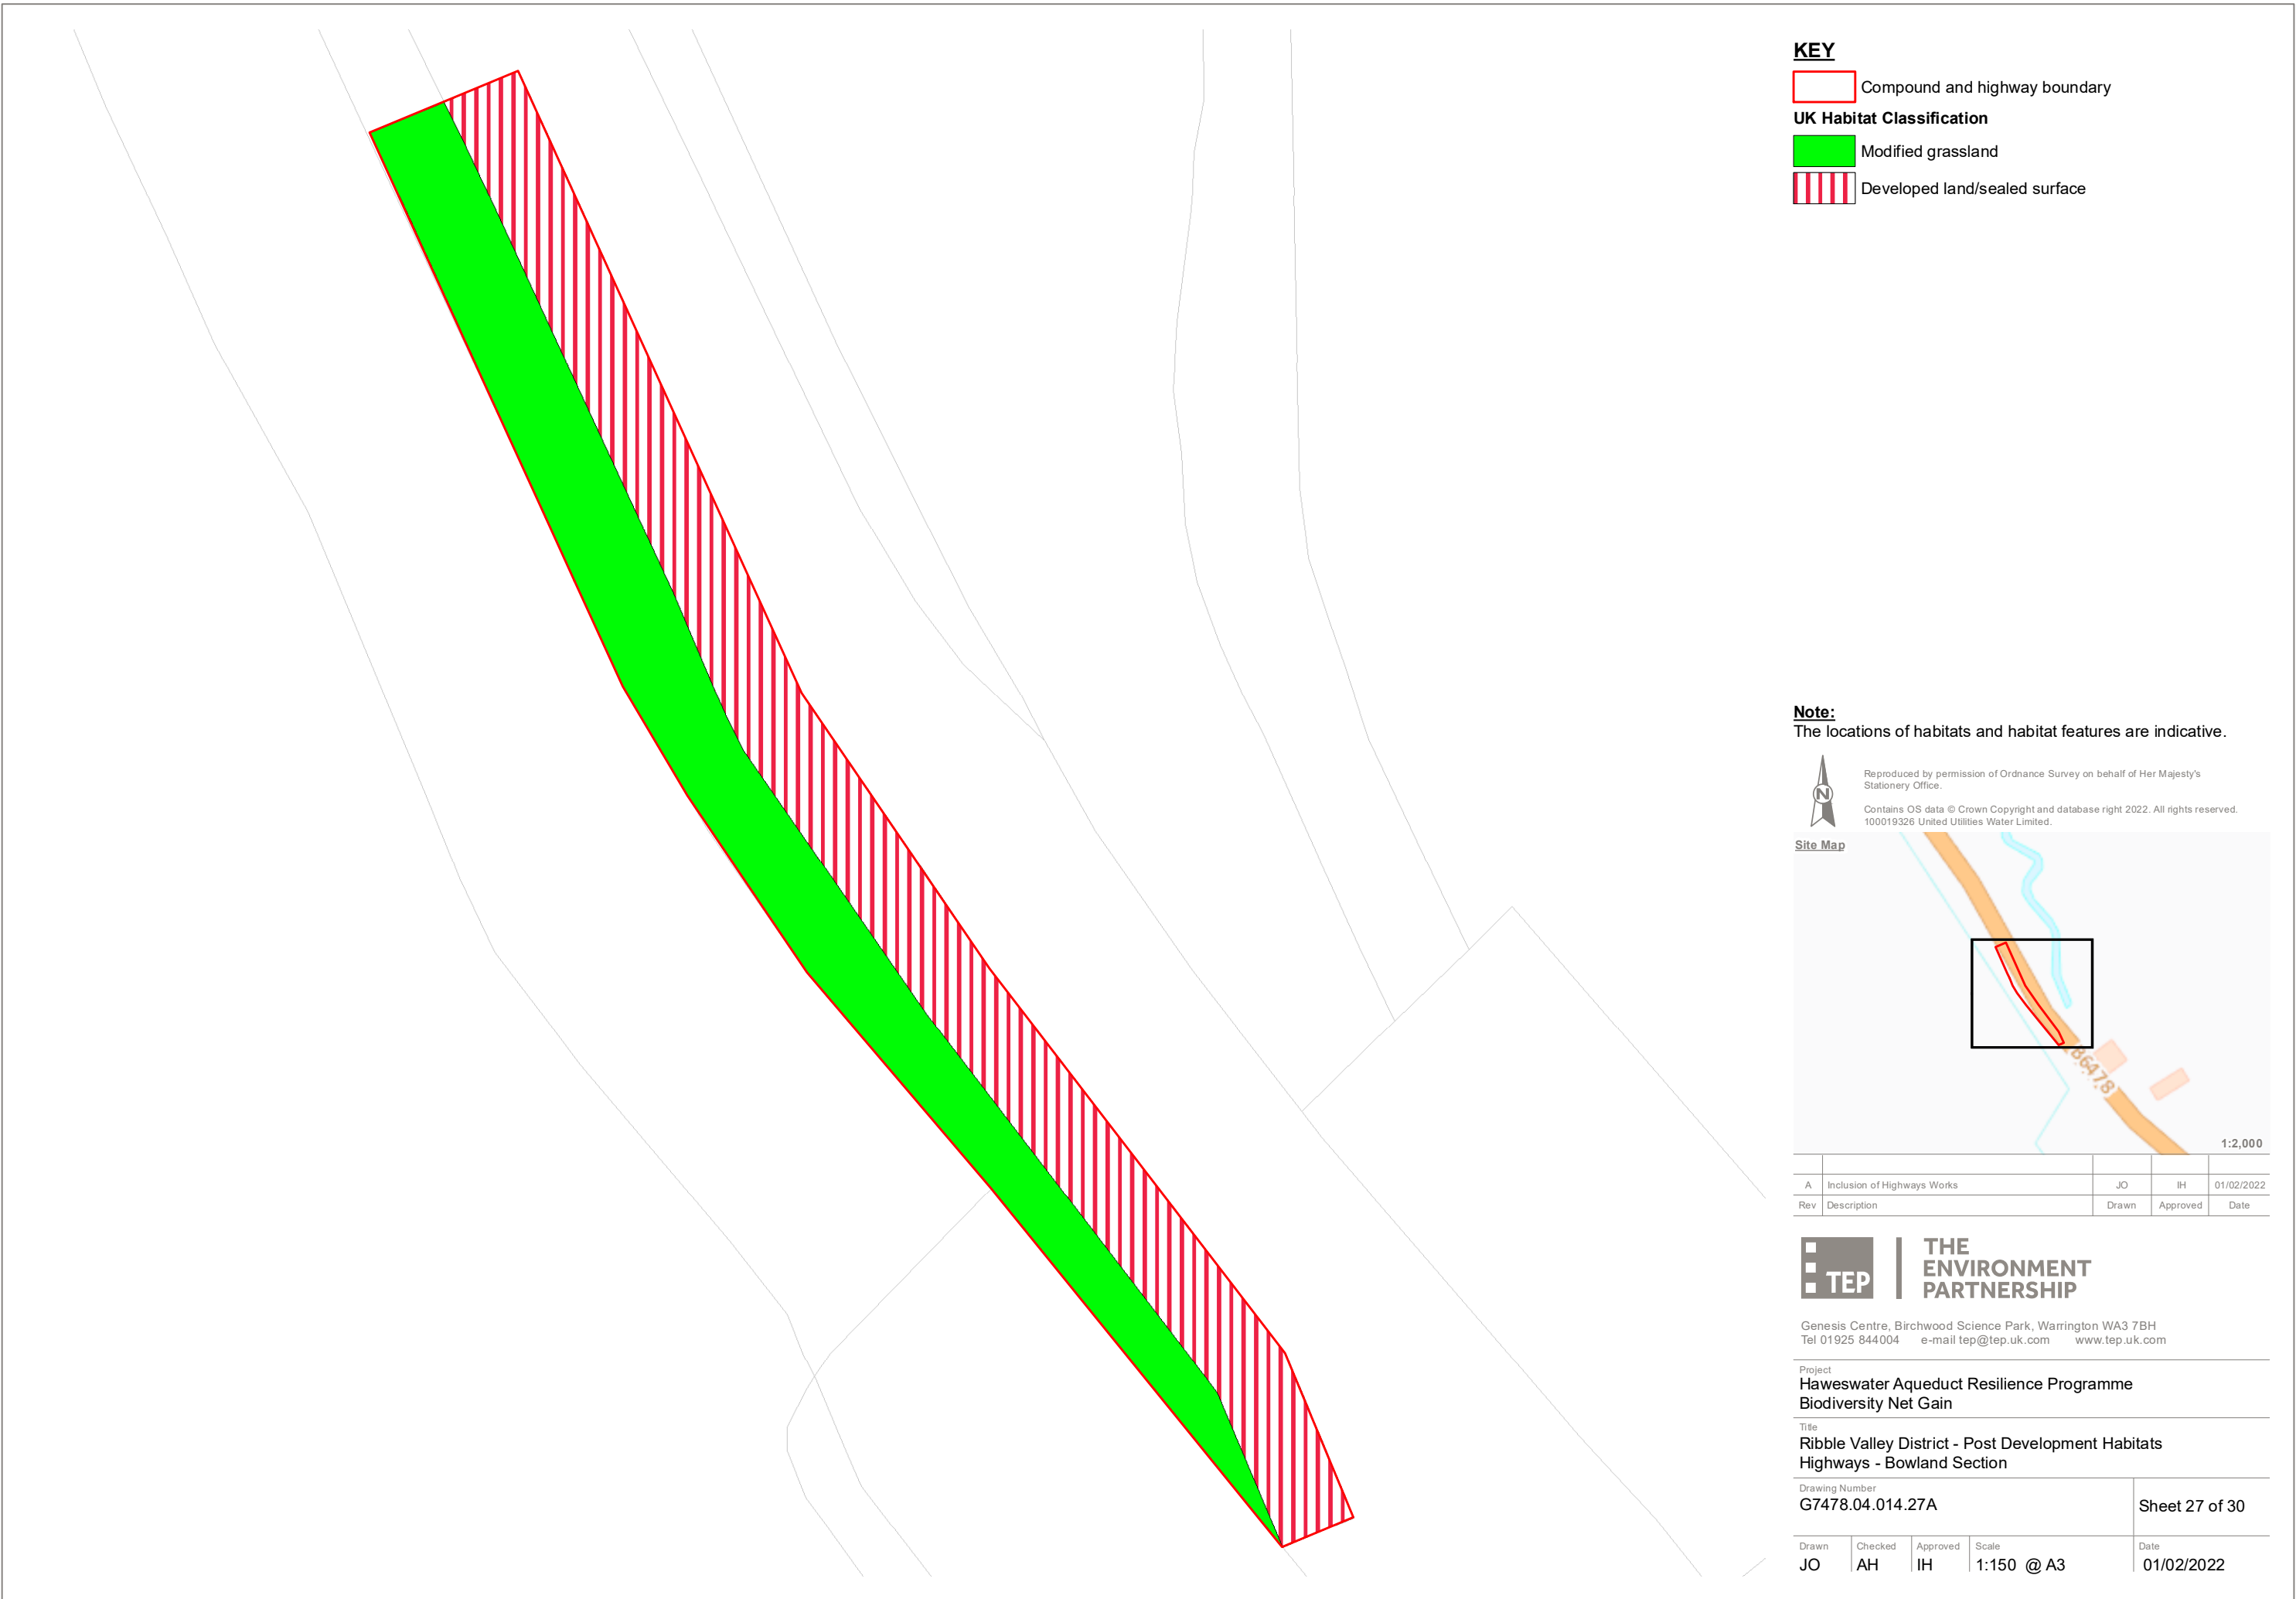 KEY
Compound and highway boundary
UK Habitat Classification
Modified grassland
Developed land/sealed surface
Note:
The locations of habitats and habitat features are indicative.
N
Reproduced by permission of Ordnance Survey on behalf of Her Majesty's
Stationery Office.
Contains OS data © Crown Copyright and database right 2022. All rights reserved.
100019326 United Utilities Water Limited.
Site Map
B6478
1:2,000
A Inclusion of Highways Works JO IH 01/02/2022
Rev Description Drawn Approved Date
TEP
THE
ENVIRONMENT
PARTNERSHIP
Genesis Centre, Birchwood Science Park, Warrington WA3 7BH
Tel 01925 844004 e-mail tep@tep.uk.com www.tep.uk.com
Project
Haweswater Aqueduct Resilience Programme
Biodiversity Net Gain
Title
Ribble Valley District - Post Development Habitats
Highways - Bowland Section
Drawing Number
G7478.04.014.27A
Sheet 27 of 30
Drawn Checked Approved Scale Date
JO AH IH 1:150 @ A3 01/02/2022